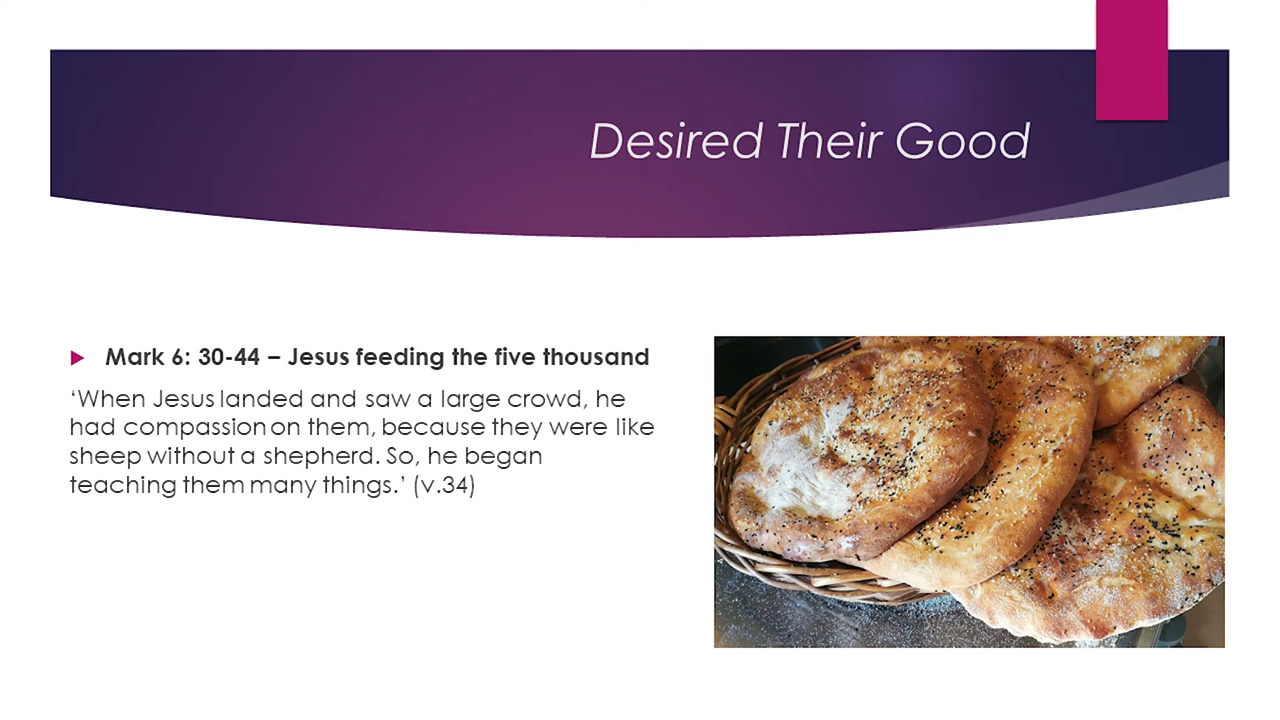 Desired Their Good
Mark 6: 30-44 – Jesus feeding the five thousand
‘When Jesus landed and saw a large crowd, he
had compassion on them, because they were like
sheep without a shepherd. So, he began
teaching them many things.’ (v.34)